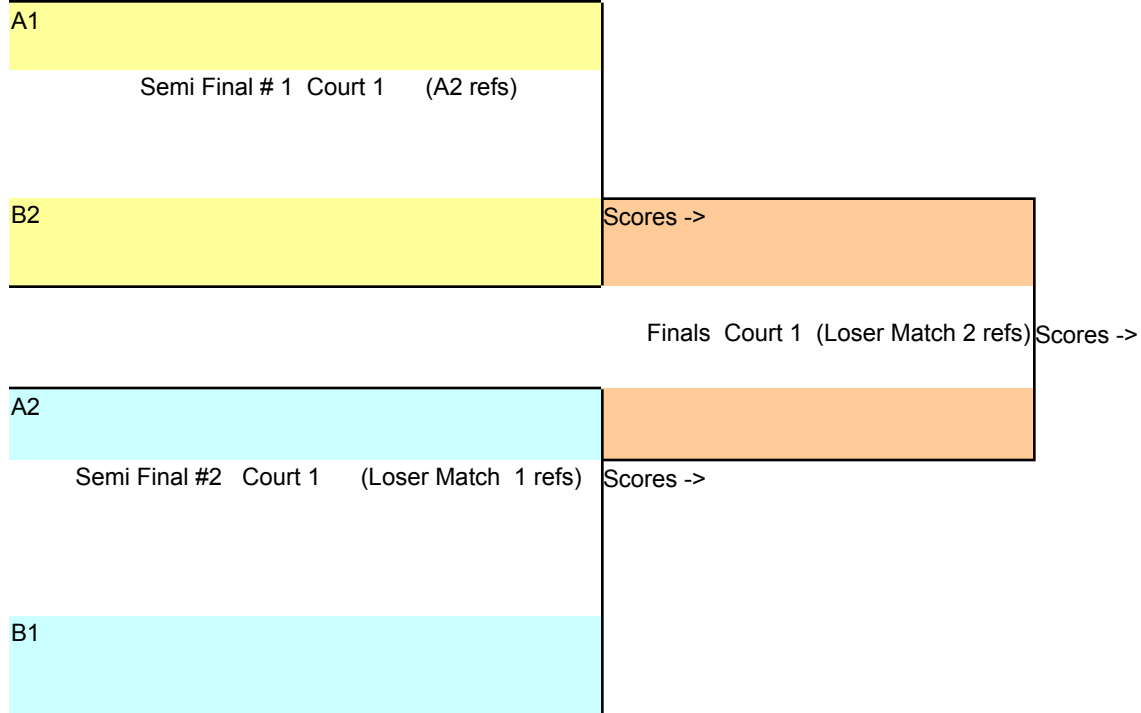 A1
Semi Final # 1  Court 1     (A2 refs)
B2
Scores ->
Finals  Court 1  (Loser Match 2 refs)
Scores ->
A2
Semi Final #2   Court 1     (Loser Match  1 refs)
Scores ->
B1